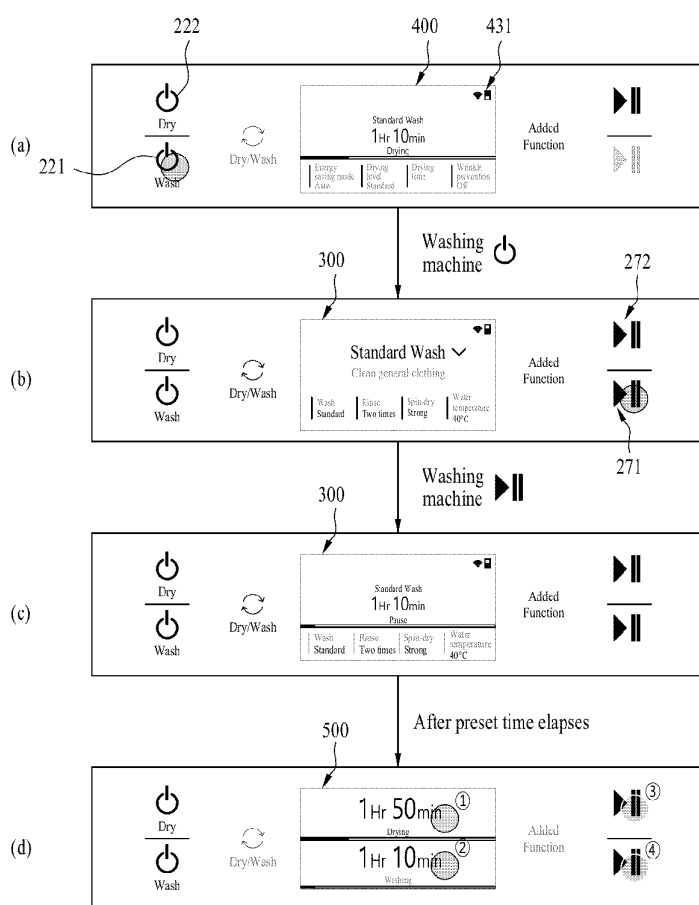 222
400
431
(a)
Dry
221
Wash
Dry/Wash
Standard Wash
1Hr 10min
Drying
Energy saving mode Auto
Drying level Standard
Drying time
Wrinkle prevention Off
Added Function
Washing machine
300
272
(b)
Dry
Wash
Dry/Wash
Standard Wash
Clean general clothing
Wash Standard
Rinse Two times
Spin-dry Strong
Water temperature 40°C
Added Function
271
Washing machine
300
(c)
Dry
Wash
Dry/Wash
Standard Wash
1Hr 10min
Pause
Wash Standard
Rinse Two times
Spin-dry Strong
Water temperature 40°C
Added Function
After preset time elapses
500
(d)
Dry
Wash
Dry/Wash
1Hr 50min ①
Drying
1Hr 10min ②
Washing
Added Function
③
④